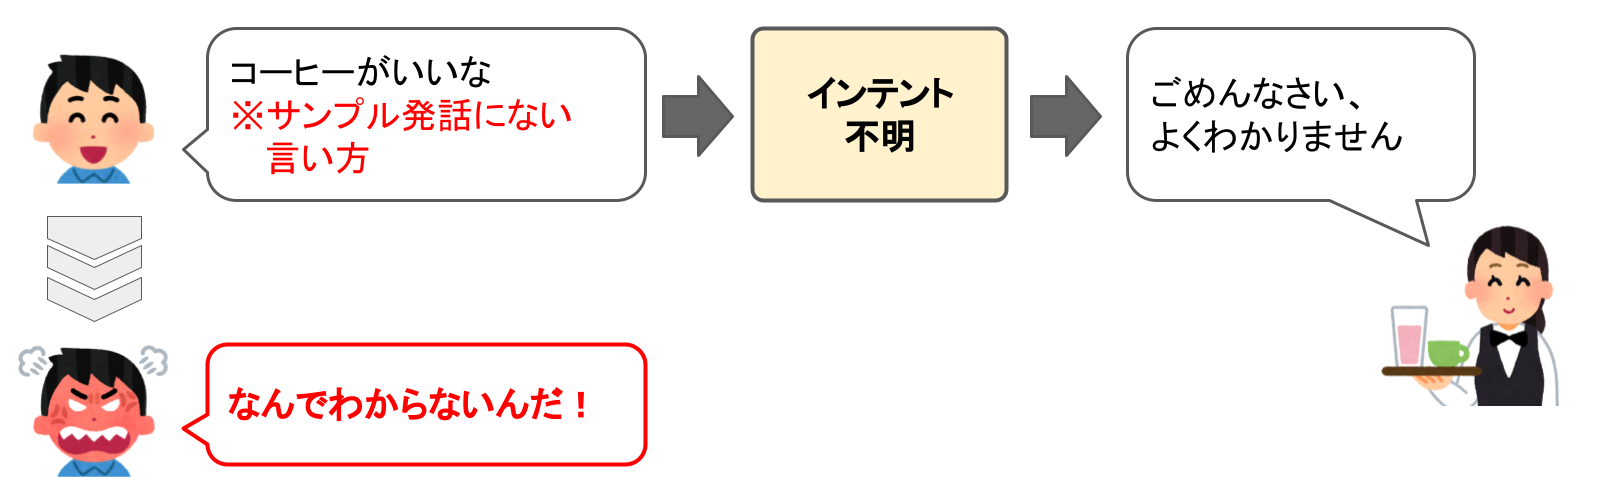 コーヒーがいいな
※サンプル発話にない
言い方
インテント
不明
ごめんなさい、
よくわかりません
なんでわからないんだ！